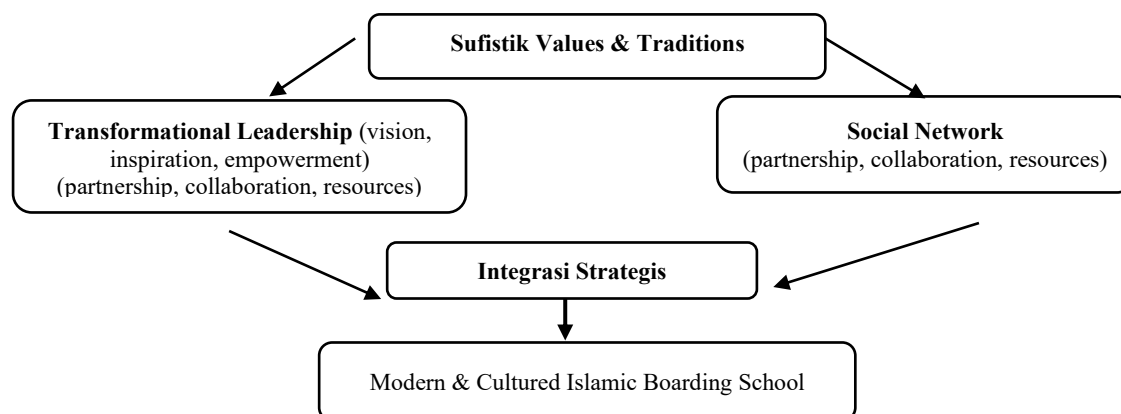 Sufistik Values & Traditions
Transformational Leadership (vision,
inspiration, empowerment)
(partnership, collaboration, resources)
Social Network
(partnership, collaboration, resources)
Integrasi Strategis
Modern & Cultured Islamic Boarding School